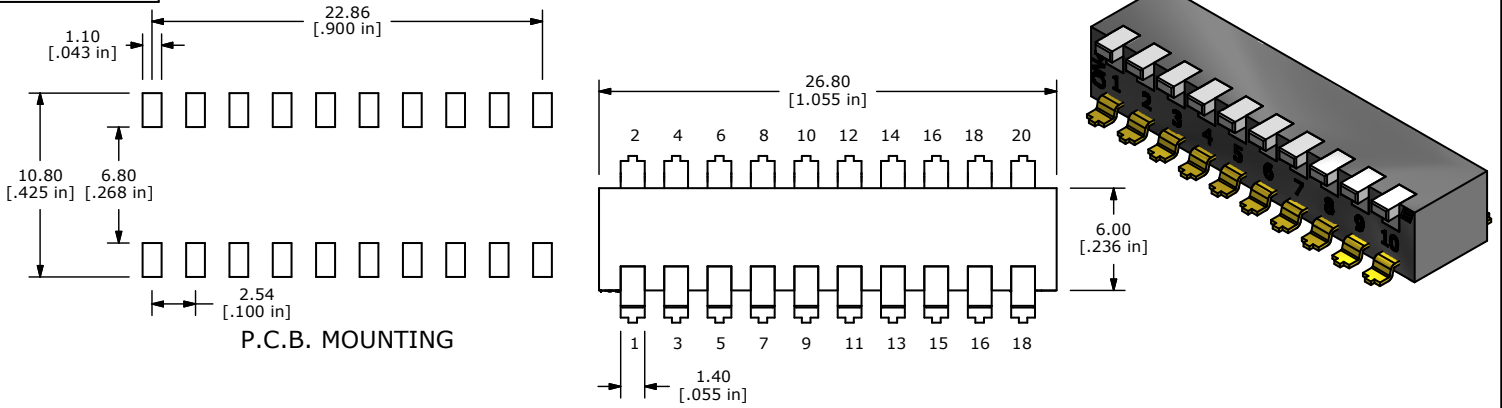 22.86
[.900 in]
1.10
[.043 in]
10.80
[.425 in]
6.80
[.268 in]
2.54
[.100 in]
P.C.B. MOUNTING
26.80
[1.055 in]
2 4 6 8 10 12 14 16 18 20
6.00
[.236 in]
1 3 5 7 9 11 13 15 16 18
1.40
[.055 in]
ON
1 2 3 4 5 6 7 8 9 10